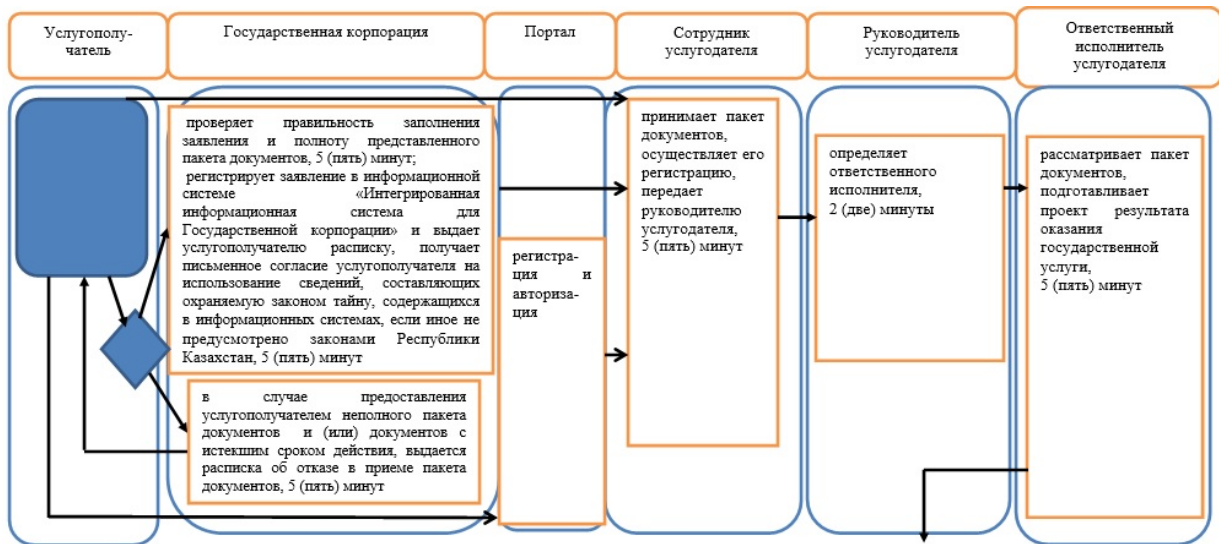 Услугополу-
чатель
Государственная корпорация
Портал
Сотрудник
услугодателя
Руководитель
услугодателя
Ответственный
исполнитель
услугодателя
проверяет правильность заполнения
заявления и полноту представленного
пакета документов, 5 (пять) минут;
регистрирует заявление в информационной
системе «Интегрированная
информационная система для
Государственной корпорации» и выдает
услугополучателю расписку, получает
письменное согласие услугополучателя на
использование сведений, составляющих
охраняемую законом тайну, содержащихся
в информационных системах, если иное не
предусмотрено законами Республики
Казахстан, 5 (пять) минут
в случае предоставления
услугополучателем неполного пакета
документов и (или) документов с
истекшим сроком действия, выдается
расписка об отказе в приеме пакета
документов, 5 (пять) минут
регистра-
ция и
авториза-
ция
принимает пакет
документов,
осуществляет его
регистрацию,
передает
руководителю
услугодателя,
5 (пять) минут
определяет
ответственного
исполнителя,
2 (две) минуты
рассматривает пакет
документов,
подготавливает
проект результата
оказания
государственной
услуги,
5 (пять) минут